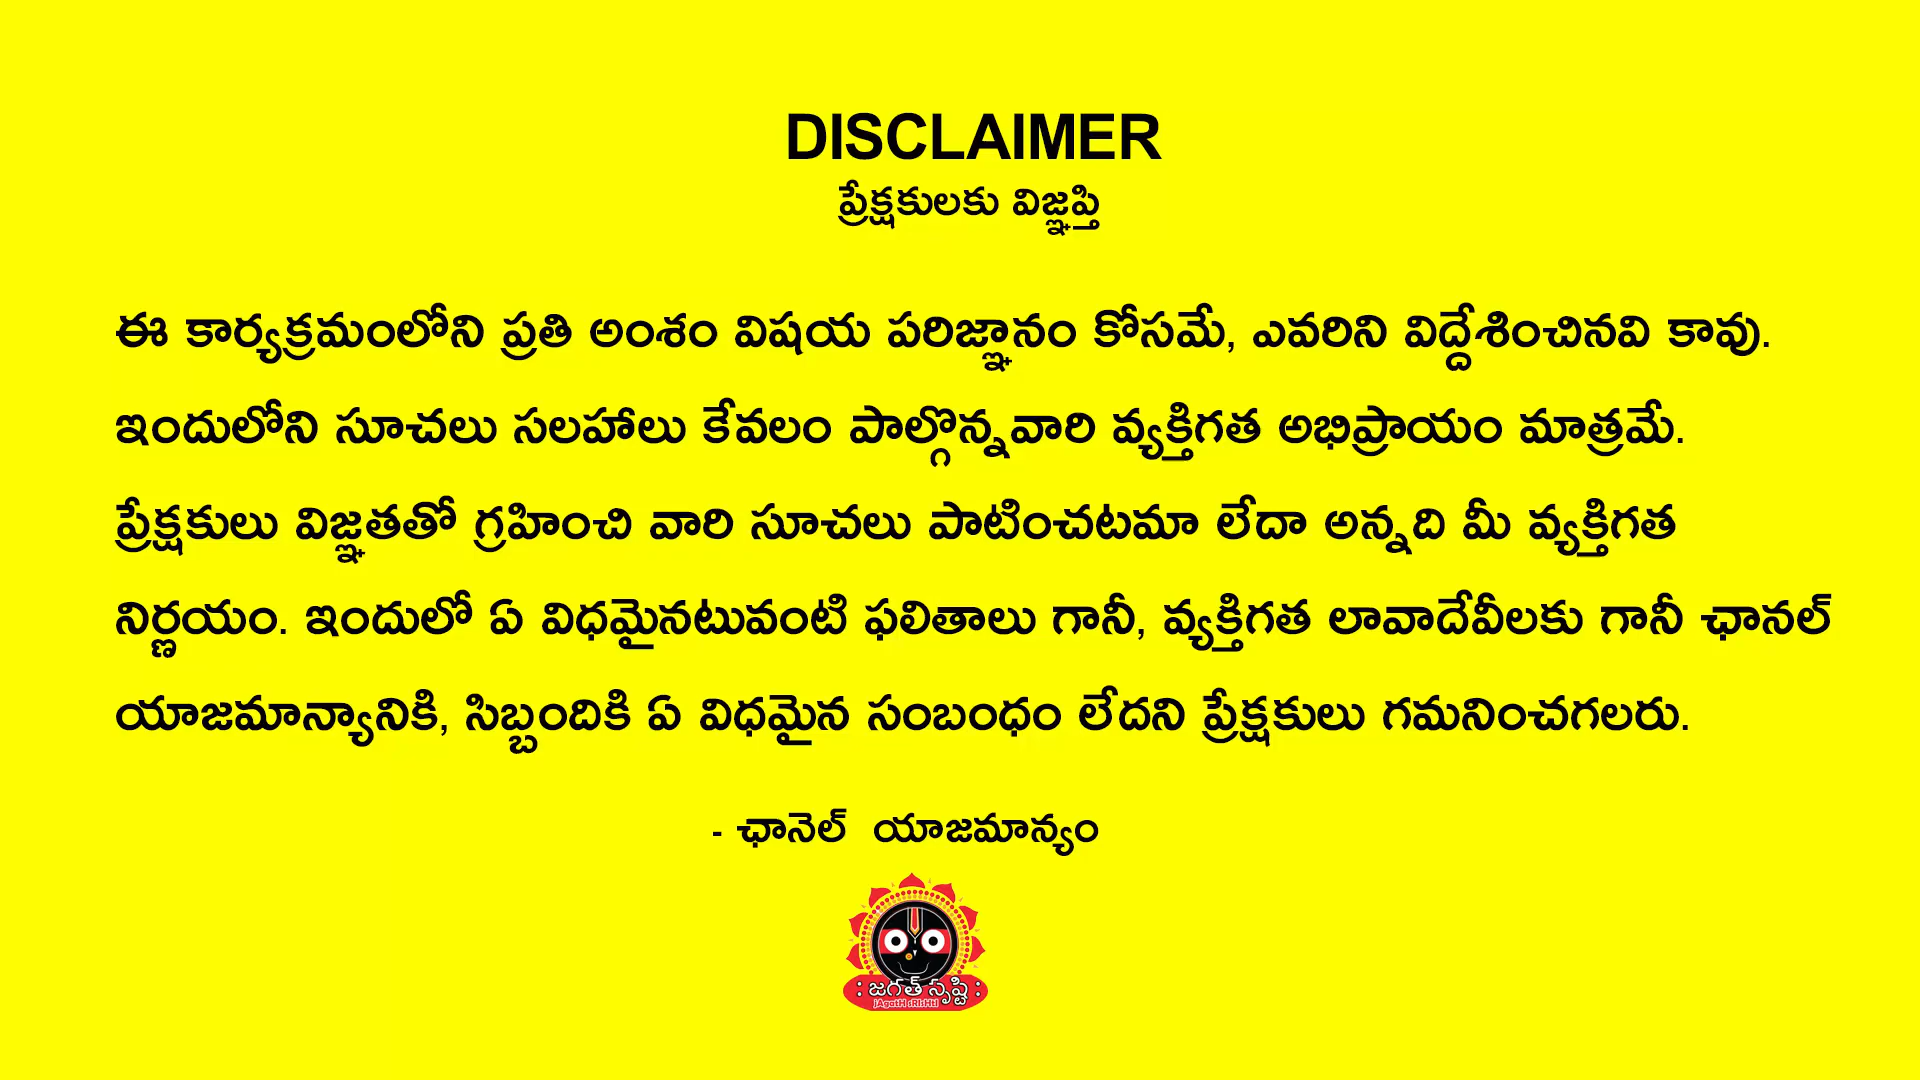 DISCLAIMER
ప్రేక్షకులకు విజ్ఞప్తి
ఈ కార్యక్రమంలోని ప్రతి అంశం విషయ పరిజ్ఞానం కోసమే, ఎవరిని విద్దేశించినవి కావు.
ఇందులోని సూచలు సలహాలు కేవలం పాల్గొన్నవారి వ్యక్తిగత అభిప్రాయం మాత్రమే.
ప్రేక్షకులు విజ్ఞతతో గ్రహించి వారి సూచలు పాటించటమా లేదా అన్నది మీ వ్యక్తిగత
నిర్ణయం. ఇందులో ఏ విధమైనటువంటి ఫలితాలు గానీ, వ్యక్తిగత లావాదేవీలకు గానీ ఛానల్
యాజమాన్యానికి, సిబ్బందికి ఏ విధమైన సంబంధం లేదని ప్రేక్షకులు గమనించగలరు.
- ఛానెల్ యాజమాన్యం
: జగత్ సృష్టి :
jAgatH sRIsHtI